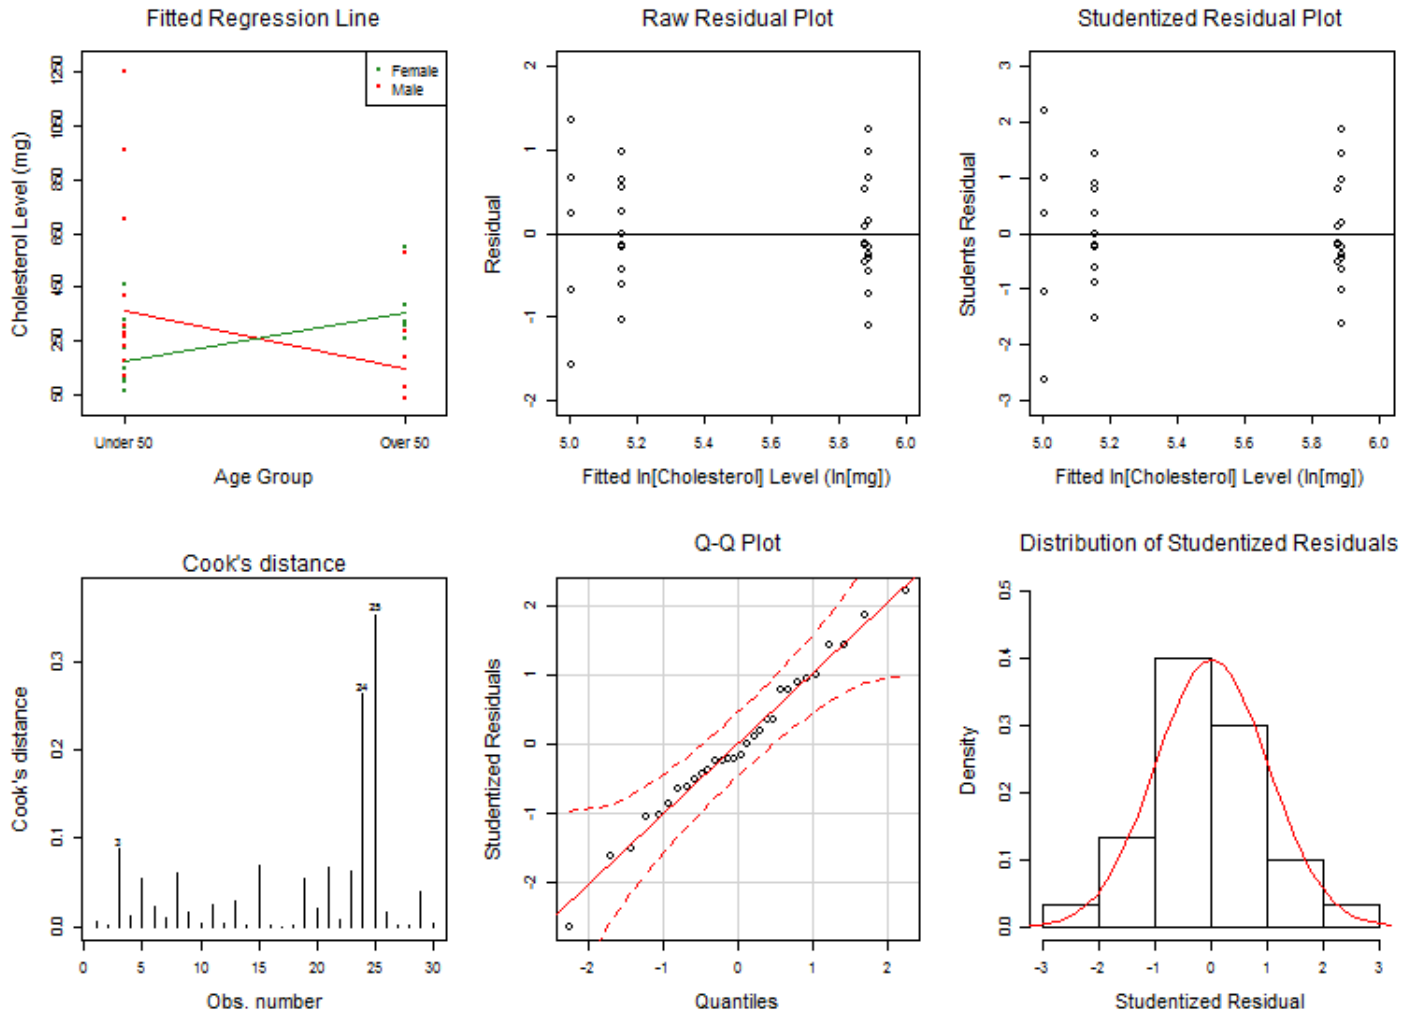 Fitted Regression Line
Cholesterol Level (mg)
1250
1050
850
650
450
250
50
Female
Male
Under 50
Over 50
Age Group
Raw Residual Plot
Residual
2
1
0
-1
-2
5.0 5.2 5.4 5.6 5.8 6.0
Fitted ln[Cholesterol] Level (ln[mg])
Studentized Residual Plot
Students Residual
3
2
1
0
-1
-2
-3
5.0 5.2 5.4 5.6 5.8 6.0
Fitted ln[Cholesterol] Level (ln[mg])
Cook's distance
Cook's distance
0.3
0.2
0.1
0.0
3
24
25
0 5 10 15 20 25 30
Obs. number
Q-Q Plot
Studentized Residuals
2
1
0
-1
-2
-2 -1 0 1 2
Quantiles
Distribution of Studentized Residuals
Density
0.5
0.4
0.3
0.2
0.1
0.0
-3 -2 -1 0 1 2 3
Studentized Residual